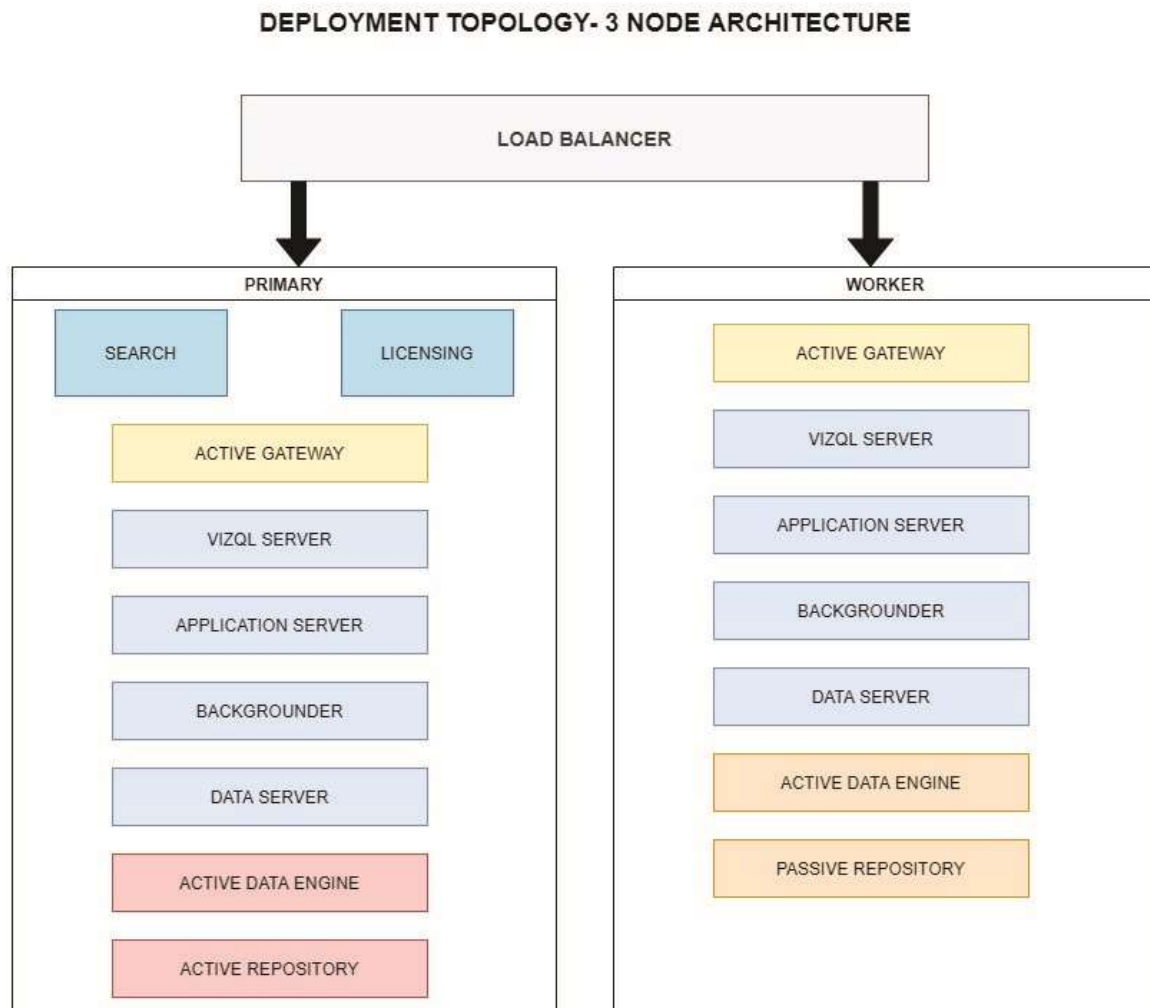 DEPLOYMENT TOPOLOGY- 3 NODE ARCHITECTURE
LOAD BALANCER
PRIMARY
SEARCH
LICENSING
ACTIVE GATEWAY
VIZQL SERVER
APPLICATION SERVER
BACKGROUNDER
DATA SERVER
ACTIVE DATA ENGINE
ACTIVE REPOSITORY
WORKER
ACTIVE GATEWAY
VIZQL SERVER
APPLICATION SERVER
BACKGROUNDER
DATA SERVER
ACTIVE DATA ENGINE
PASSIVE REPOSITORY